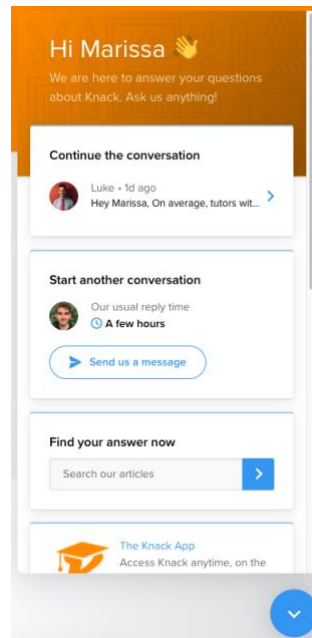 Hi Marissa 👋
We are here to answer your questions
about Knack. Ask us anything!
Continue the conversation
Luke • 1d ago
Hey Marissa, On average, tutors wit...
Start another conversation
Our usual reply time
A few hours
Send us a message
Find your answer now
Search our articles
The Knack App
Access Knack anytime, on the